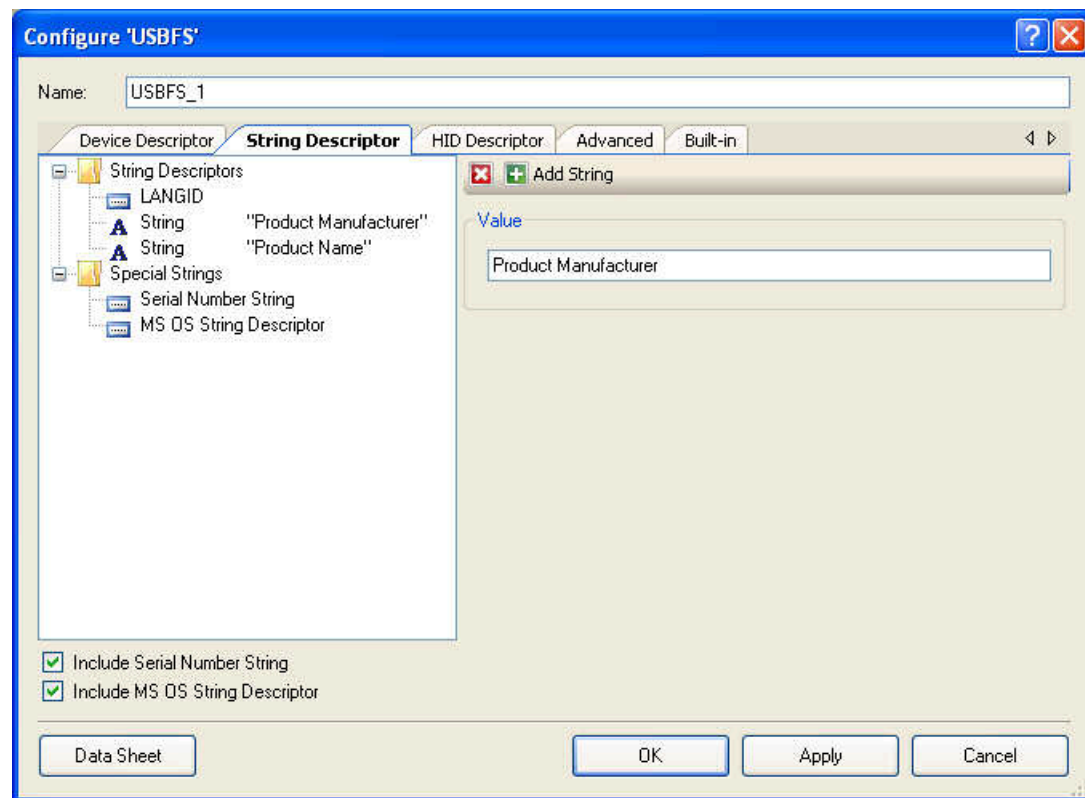 Configure 'USBFS'
Name: USBFS_1
Device Descriptor String Descriptor HID Descriptor Advanced Built-in
String Descriptors
LANGID
String "Product Manufacturer"
String "Product Name"
Special Strings
Serial Number String
MS OS String Descriptor
Add String
Value
Product Manufacturer
Include Serial Number String
Include MS OS String Descriptor
Data Sheet OK Apply Cancel